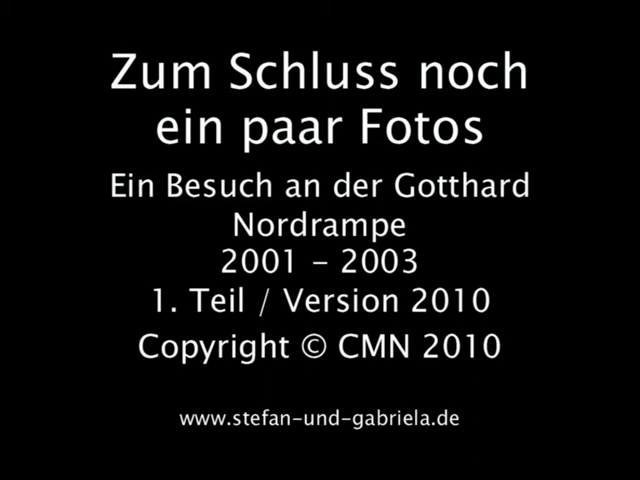 Zum Schluss noch
ein paar Fotos
Ein Besuch an der Gotthard
Nordrampe
2001 - 2003
1. Teil / Version 2010
Copyright © CMN 2010
www.stefan-und-gabriela.de